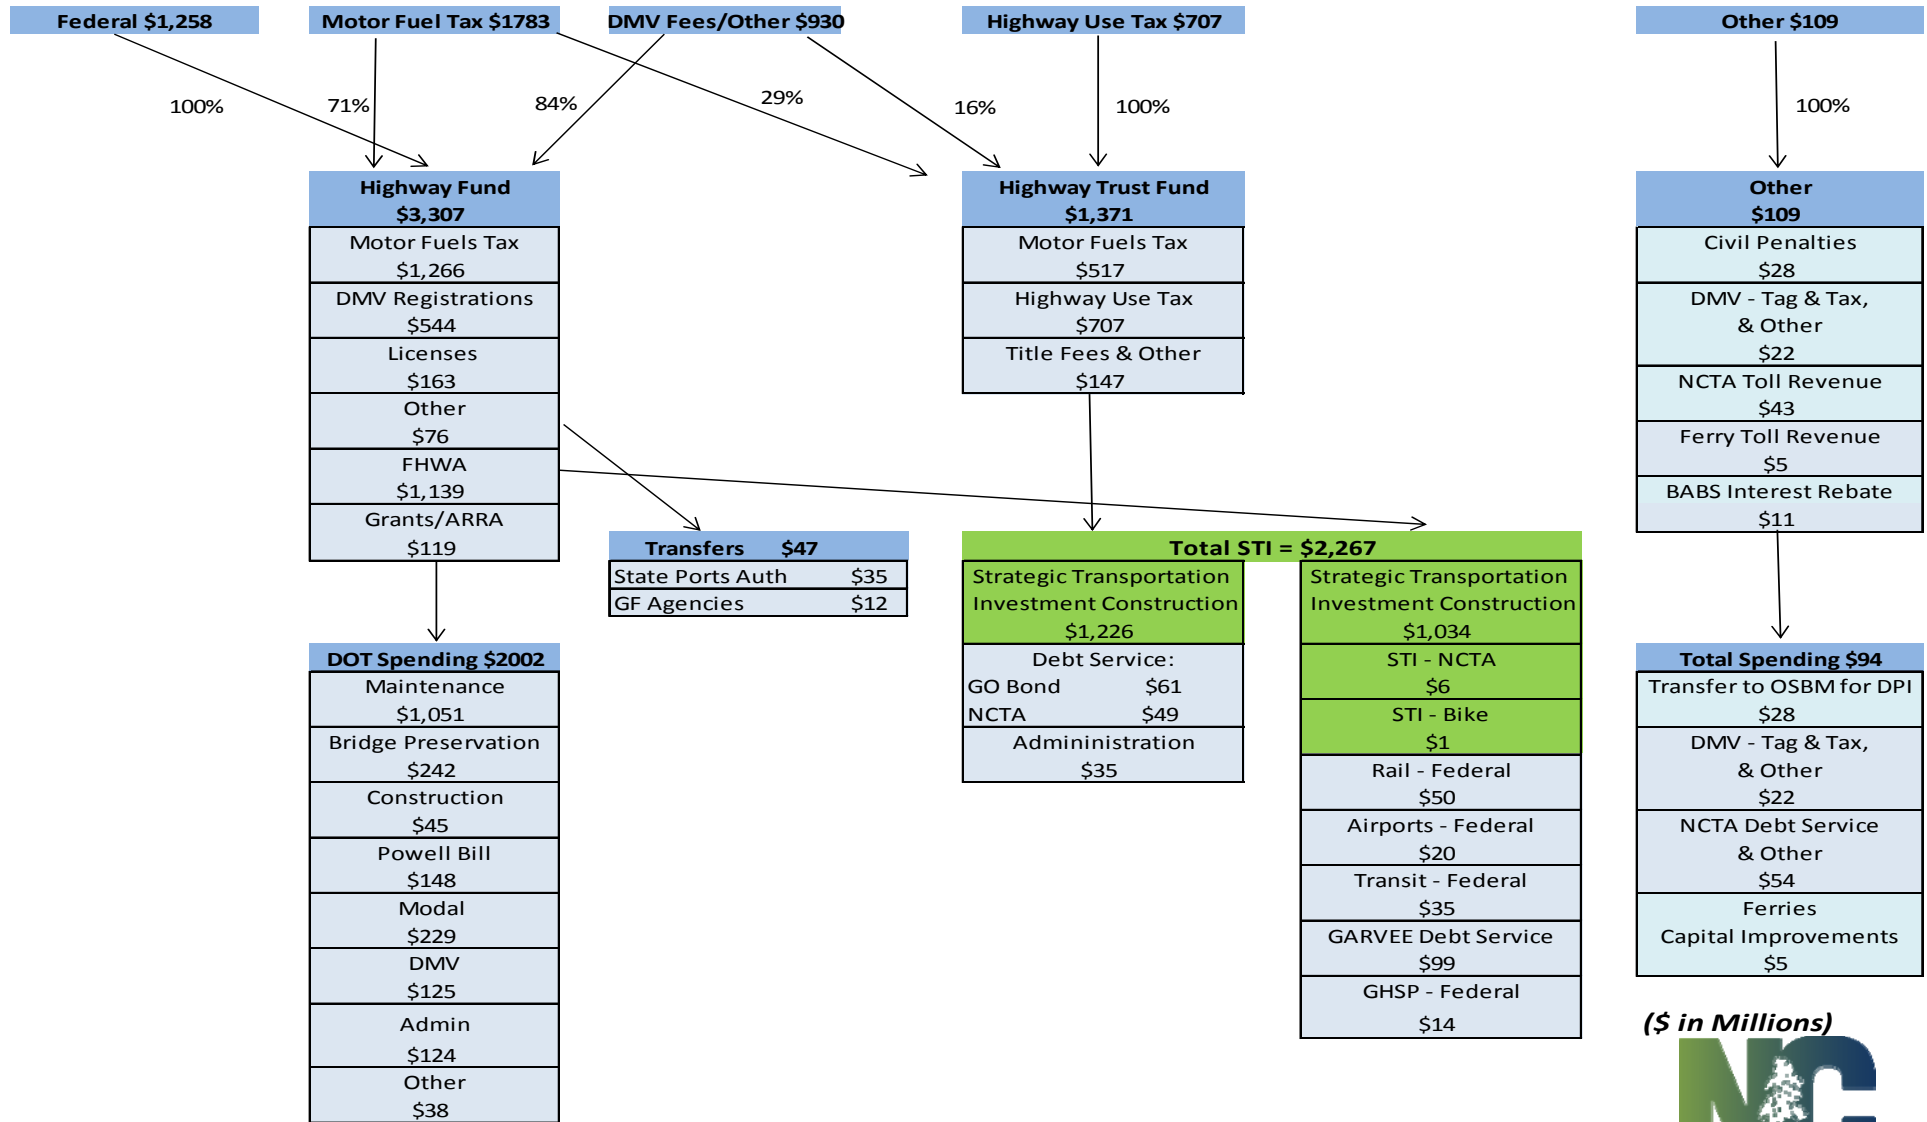 Federal $1,258
Motor Fuel Tax $1783
DMV Fees/Other $930
Highway Use Tax $707
Other $109
100%
71%
84%
29%
16%
100%
100%
Highway Fund
$3,307
Motor Fuels Tax
$1,266
DMV Registrations
$544
Licenses
$163
Other
$76
FHWA
$1,139
Grants/ARRA
$119
Highway Trust Fund
$1,371
Motor Fuels Tax
$517
Highway Use Tax
$707
Title Fees & Other
$147
Other
$109
Civil Penalties
$28
DMV - Tag & Tax,
& Other
$22
NCTA Toll Revenue
$43
Ferry Toll Revenue
$5
BABS Interest Rebate
$11
Transfers $47
State Ports Auth $35
GF Agencies $12
Total STI = $2,267
Strategic Transportation
Investment Construction
$1,226
Debt Service:
GO Bond $61
NCTA $49
Admininistration
$35
Strategic Transportation
Investment Construction
$1,034
STI - NCTA
$6
STI - Bike
$1
Rail - Federal
$50
Airports - Federal
$20
Transit - Federal
$35
GARVEE Debt Service
$99
GHSP - Federal
$14
DOT Spending $2002
Maintenance
$1,051
Bridge Preservation
$242
Construction
$45
Powell Bill
$148
Modal
$229
DMV
$125
Admin
$124
Other
$38
Total Spending $94
Transfer to OSBM for DPI
$28
DMV - Tag & Tax,
& Other
$22
NCTA Debt Service
& Other
$54
Ferries
Capital Improvements
$5
($ in Millions)
NC